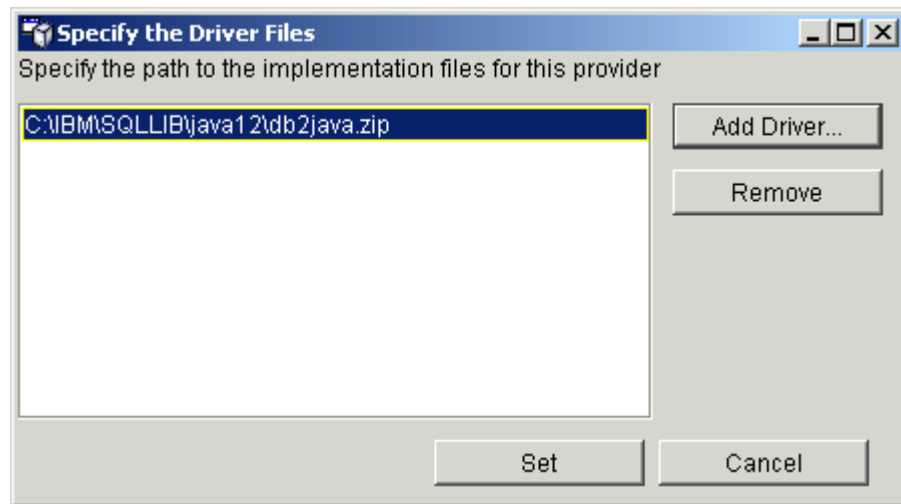 Specify the Driver Files
Specify the path to the implementation files for this provider
C:\IBM\SQLLIB\java12\db2java.zip
Add Driver...
Remove
Set
Cancel